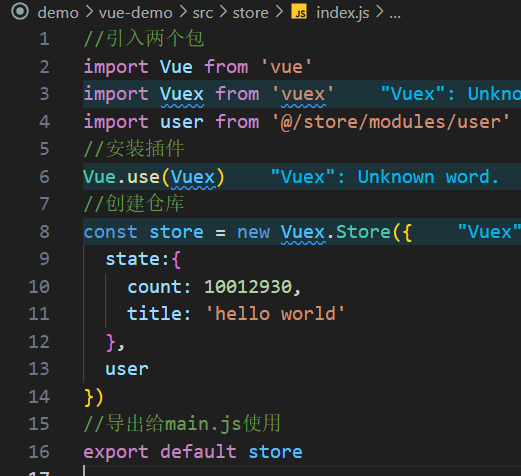 demo > vue-demo > src > store > JS index.js > ...
1 //引入两个包
2 import Vue from 'vue'
3 import Vuex from 'vuex' "Vuex": Unkno
4 import user from '@/store/modules/user'
5 //安装插件
6 Vue.use(Vuex) "Vuex": Unknown word.
7 //创建仓库
8 const store = new Vuex.Store({ "Vuex"
9 state:{
10 count: 10012930,
11 title: 'hello world'
12 },
13 user
14 })
15 //导出给main.js使用
16 export default store
17